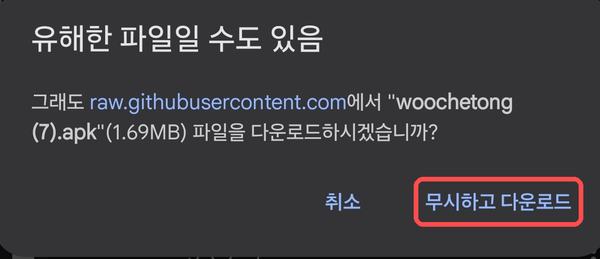 유해한 파일일 수도 있음
그래도 raw.githubusercontent.com에서 "woochetong
(7).apk"(1.69MB) 파일을 다운로드하시겠습니까?
취소 무시하고 다운로드